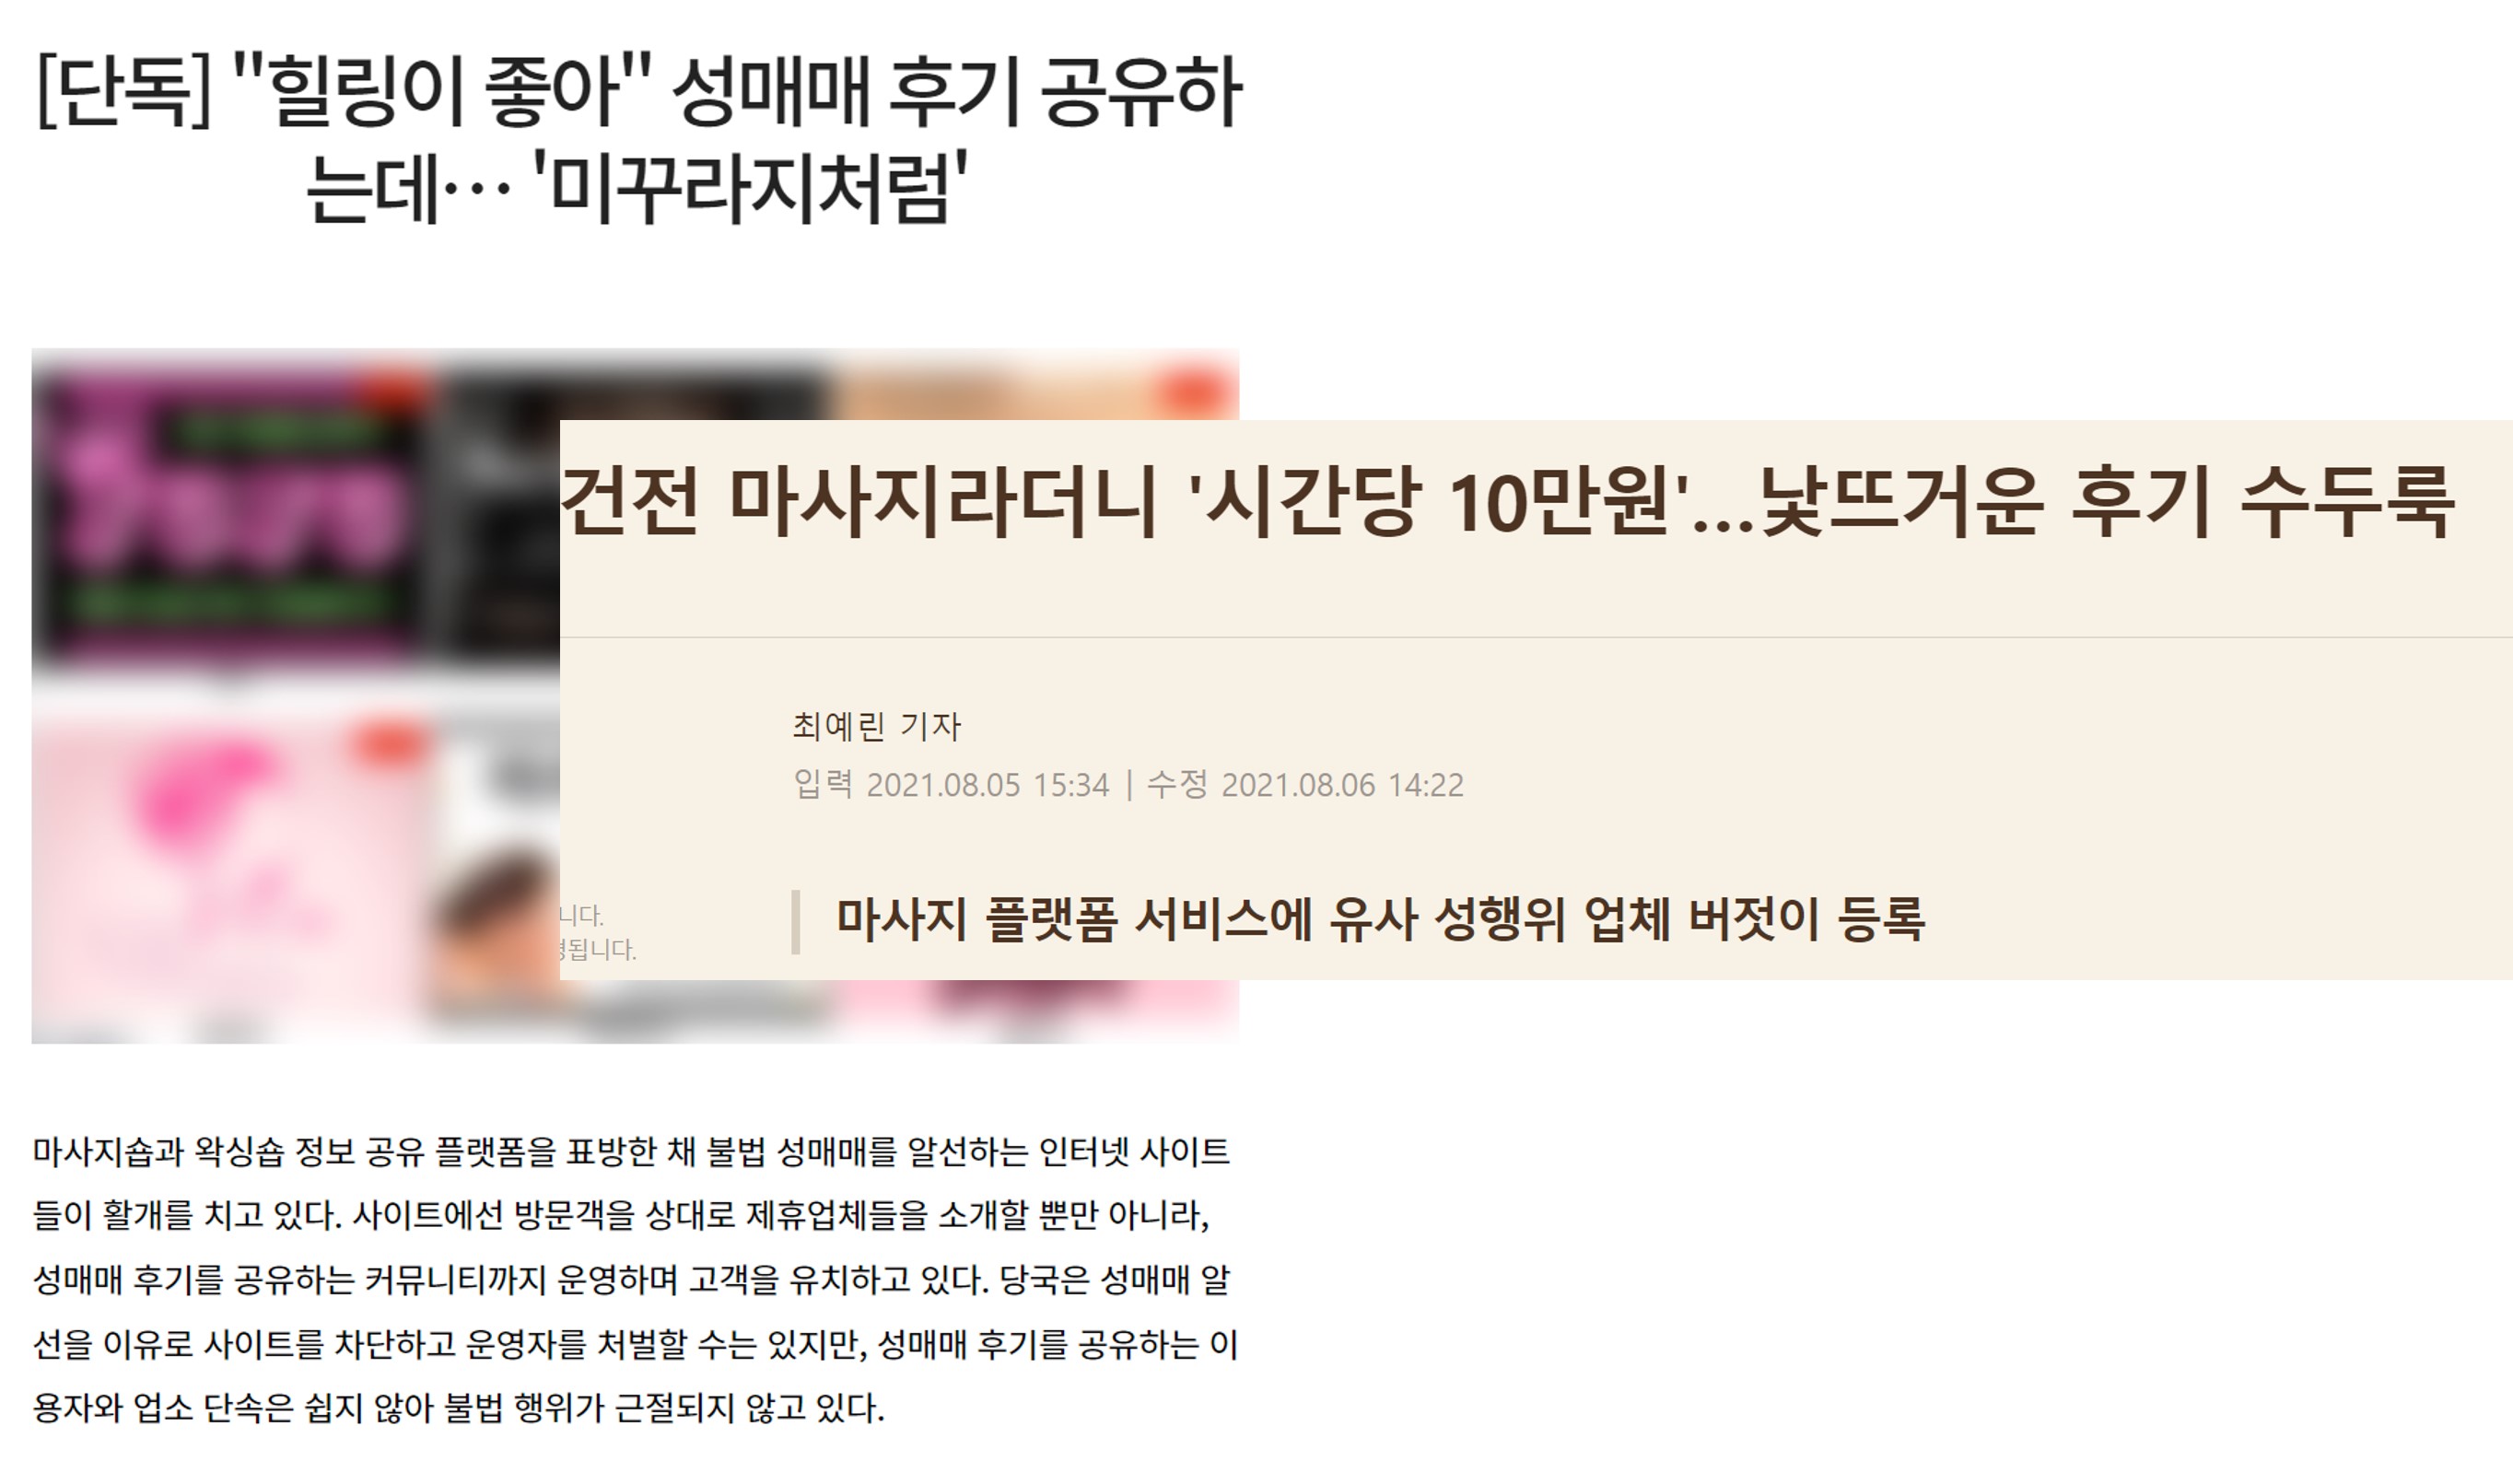 [단독] "힐링이 좋아" 성매매 후기 공유하
는데… '미꾸라지처럼'
건전 마사지라더니 '시간당 10만원'...낯뜨거운 후기 수두룩
최예린 기자
입력 2021.08.05 15:34 | 수정 2021.08.06 14:22
니다.
됩니다.
마사지 플랫폼 서비스에 유사 성행위 업체 버젓이 등록
마사지숍과 왁싱숍 정보 공유 플랫폼을 표방한 채 불법 성매매를 알선하는 인터넷 사이트
들이 활개를 치고 있다. 사이트에선 방문객을 상대로 제휴업체들을 소개할 뿐만 아니라,
성매매 후기를 공유하는 커뮤니티까지 운영하며 고객을 유치하고 있다. 당국은 성매매 알
선을 이유로 사이트를 차단하고 운영자를 처벌할 수는 있지만, 성매매 후기를 공유하는 이
용자와 업소 단속은 쉽지 않아 불법 행위가 근절되지 않고 있다.